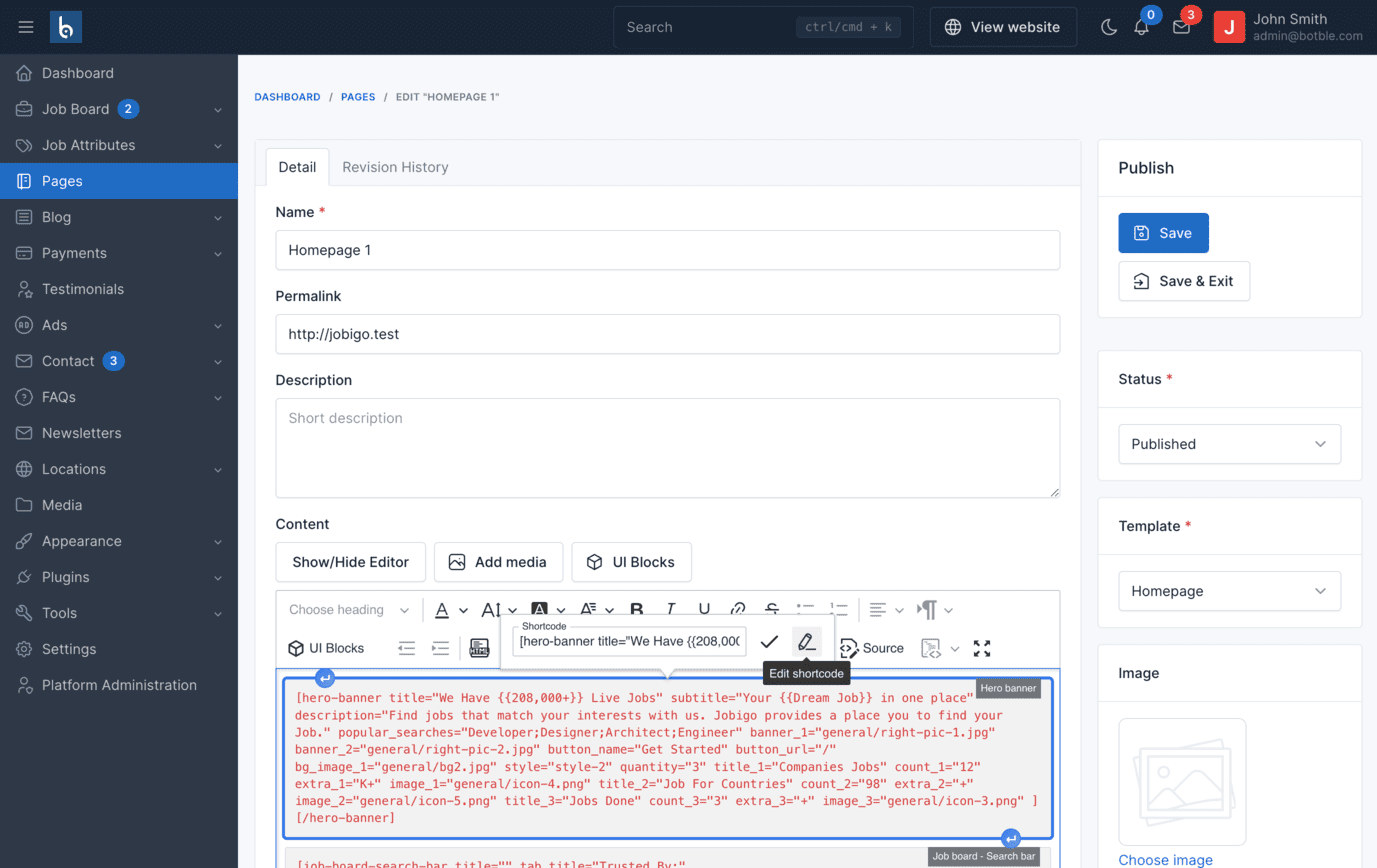 Search
ctrl/cmd + k
View website
0
3
J
John Smith
admin@botble.com
Dashboard
Job Board 2
Job Attributes
Pages
Blog
Payments
Testimonials
Ads
Contact 3
FAQs
Newsletters
Locations
Media
Appearance
Plugins
Tools
Settings
Platform Administration
DASHBOARD / PAGES / EDIT "HOMEPAGE 1"
Detail
Revision History
Name *
Homepage 1
Permalink
http://jobigo.test
Description
Short description
Content
Show/Hide Editor
Add media
UI Blocks
Choose heading
UI Blocks
Shortcode
[hero-banner title="We Have {{208,000
Source
Edit shortcode
Hero banner
[hero-banner title="We Have {{208,000+}} Live Jobs" subtitle="Your {{Dream Job}} in one place"
description="Find jobs that match your interests with us. Jobigo provides a place you to find your
Job." popular_searches="Developer;Designer;Architect;Engineer" banner_1="general/right-pic-1.jpg"
banner_2="general/right-pic-2.jpg" button_name="Get Started" button_url="/"
bg_image_1="general/bg2.jpg" style="style-2" quantity="3" title_1="Companies Jobs" count_1="12"
extra_1="K+" image_1="general/icon-4.png" title_2="Job For Countries" count_2="98" extra_2="+"
image_2="general/icon-5.png" title_3="Jobs Done" count_3="3" extra_3="+" image_3="general/icon-3.png" ]
[/hero-banner]
Job board - Search bar
[job-board-search-bar title="" tab_title="Trusted By:"
Publish
Save
Save & Exit
Status *
Published
Template *
Homepage
Image
Choose image